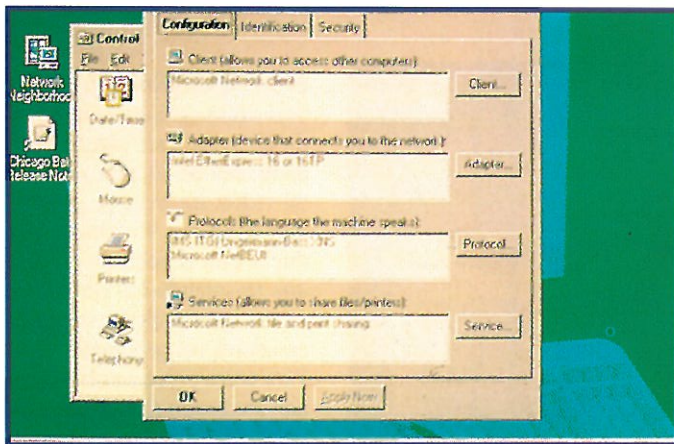 Network
Neighborhoo
Chicago Bet
Release Note
Control
File Edit
Date/Time
Mouse
Printers
Telephony
Configuration Identification Security
Client (allows you to access other computers):
Microsoft Network client
Client...
Adapter (device that connects you to the network):
Intel EtherExpress 16 or 16TP
Adapter...
Protocols (the language the machine speaks):
Microsoft NetBEUI
Protocol...
Services (allows you to share files/printers):
Microsoft Network file and print sharing
Service...
OK Cancel Apply Now